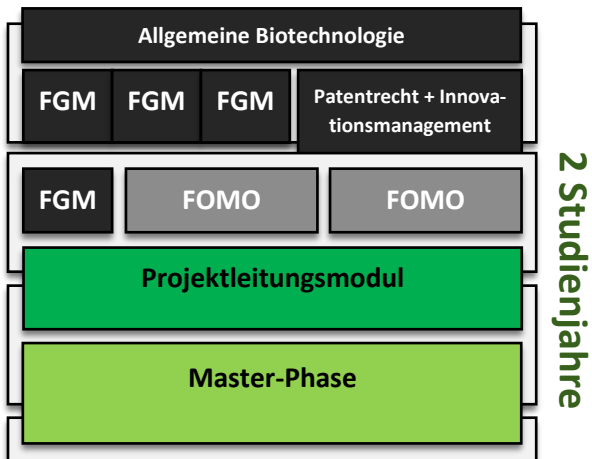 Allgemeine Biotechnologie
FGM FGM FGM
Patentrecht + Innova-
tionsmanagement
FGM FOMO FOMO
Projektleitungsmodul
Master-Phase
2 Studienjahre